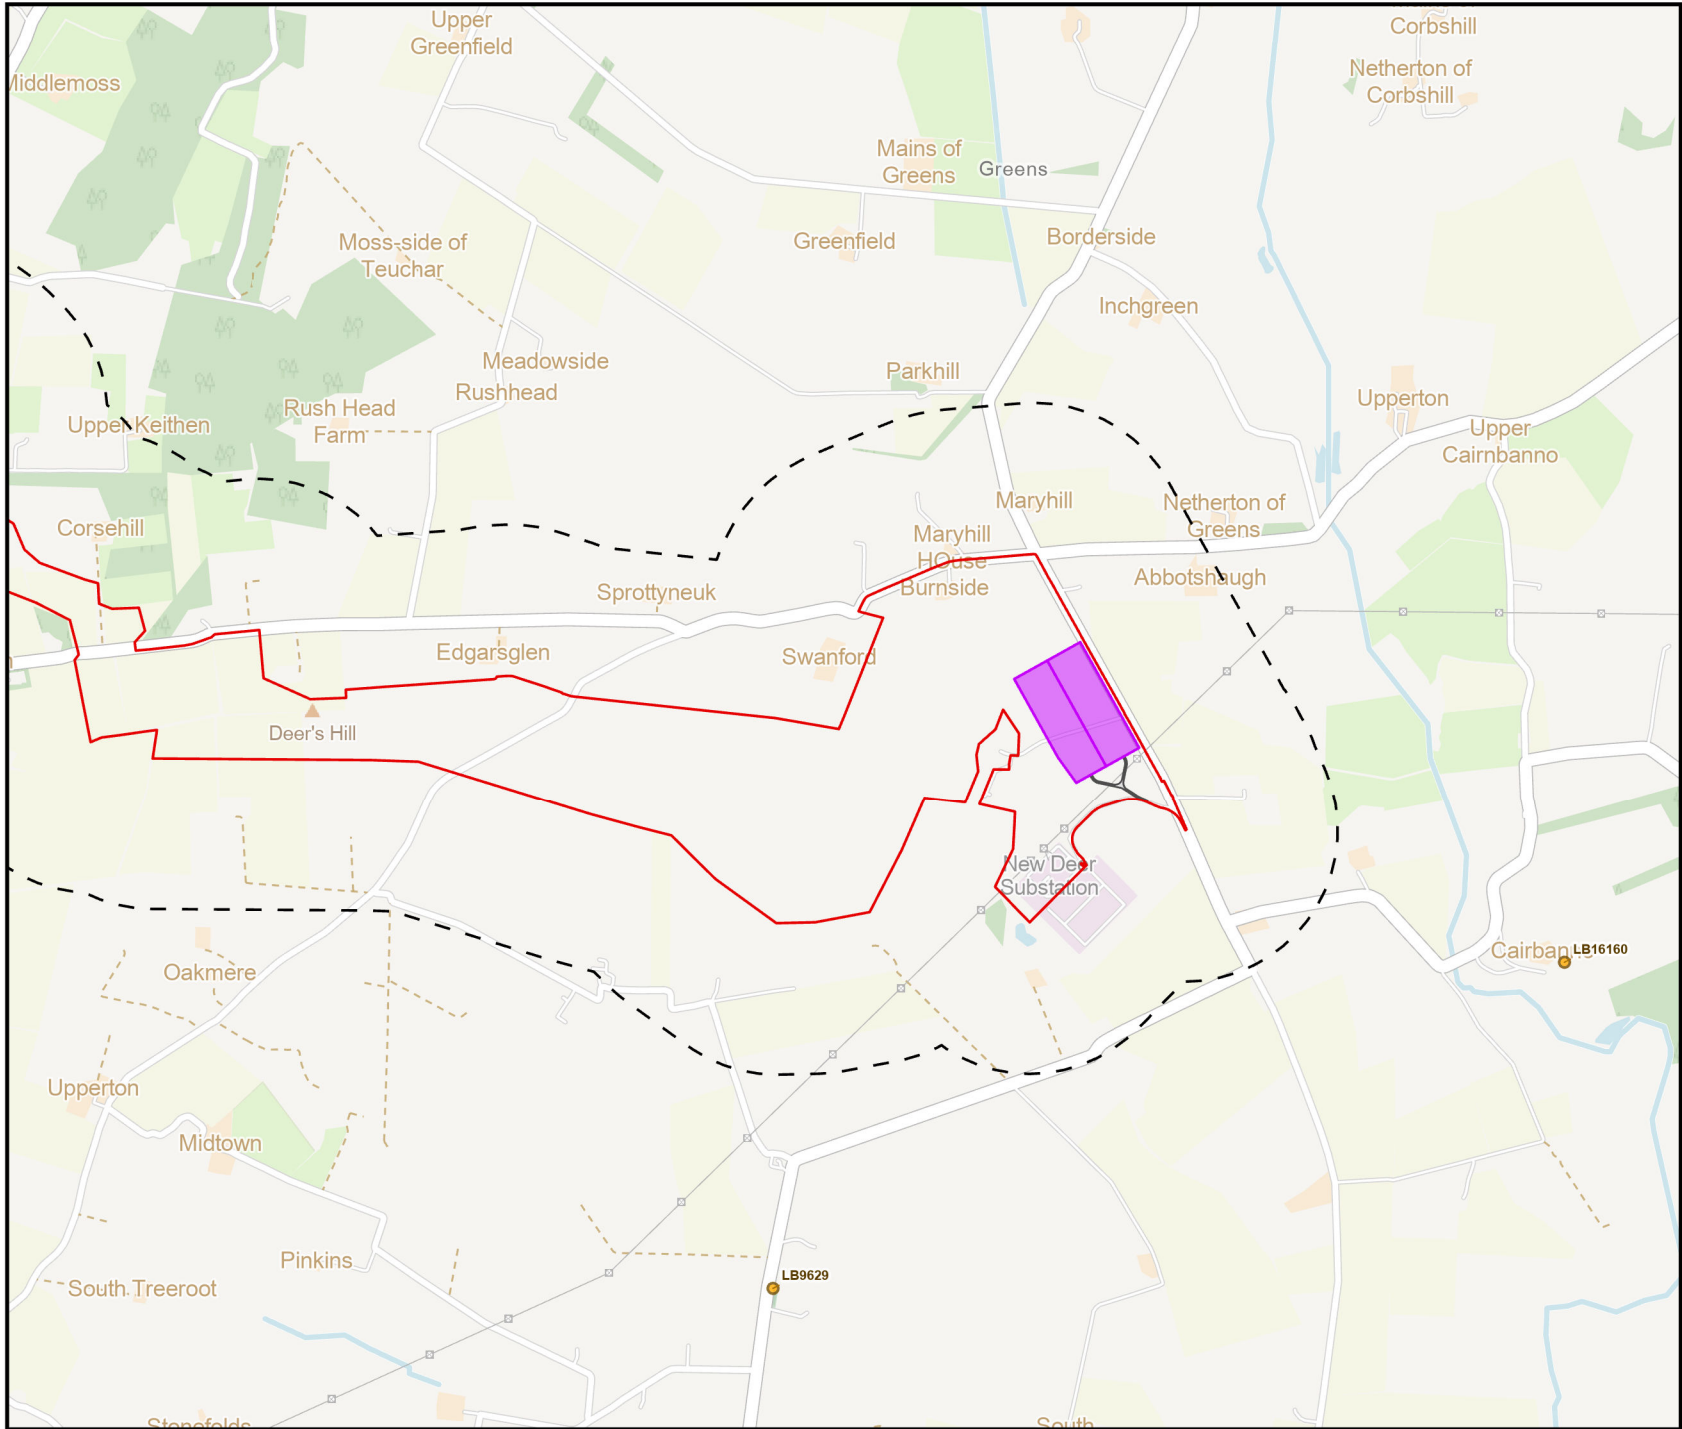 Upper
Greenfield
Corbshill
Middlemoss
Netherton of
Corbshill
Mains of
Greens
Greens
Moss-side of
Teuchar
Greenfield
Borderside
Inchgreen
Meadowside
Rushhead
Parkhill
Upper Keithen
Rush Head
Farm
Upperton
Upper
Cairnbanno
Corsehill
Maryhill
Netherton of
Greens
Maryhill
HOuse
Burnside
Sprottyneuk
Abbotshaugh
Edgarsglen
Swanford
Deer's Hill
New Deer
Substation
Oakmere
LB16160
Upperton
Midtown
Pinkins
South Treeroot
LB9629
Stonefolds
South